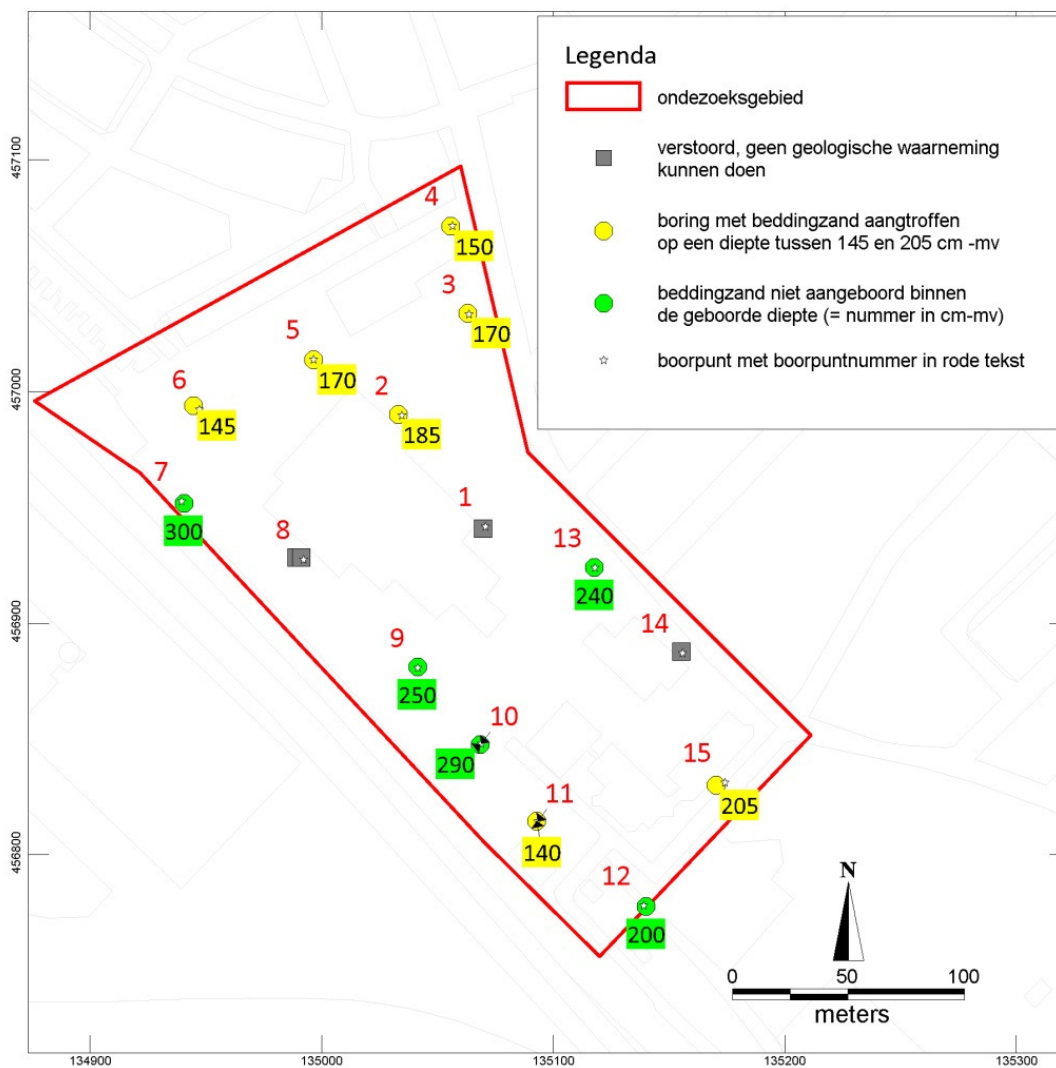 Legenda
ondezoeksgebied
verstoord, geen geologische waarneming
kunnen doen
boring met beddingzand aangtroffen
op een diepte tussen 145 en 205 cm -mv
beddingzand niet aangeboord binnen
de geboorde diepte (= nummer in cm-mv)
boorpunt met boorpuntnummer in rode tekst
457100
457000
456900
456800
4
150
3
170
5
170
2
185
6
145
7
300
8
1
13
240
14
9
250
10
290
15
205
11
140
12
200
N
0 50 100
meters
134900 135000 135100 135200 135300